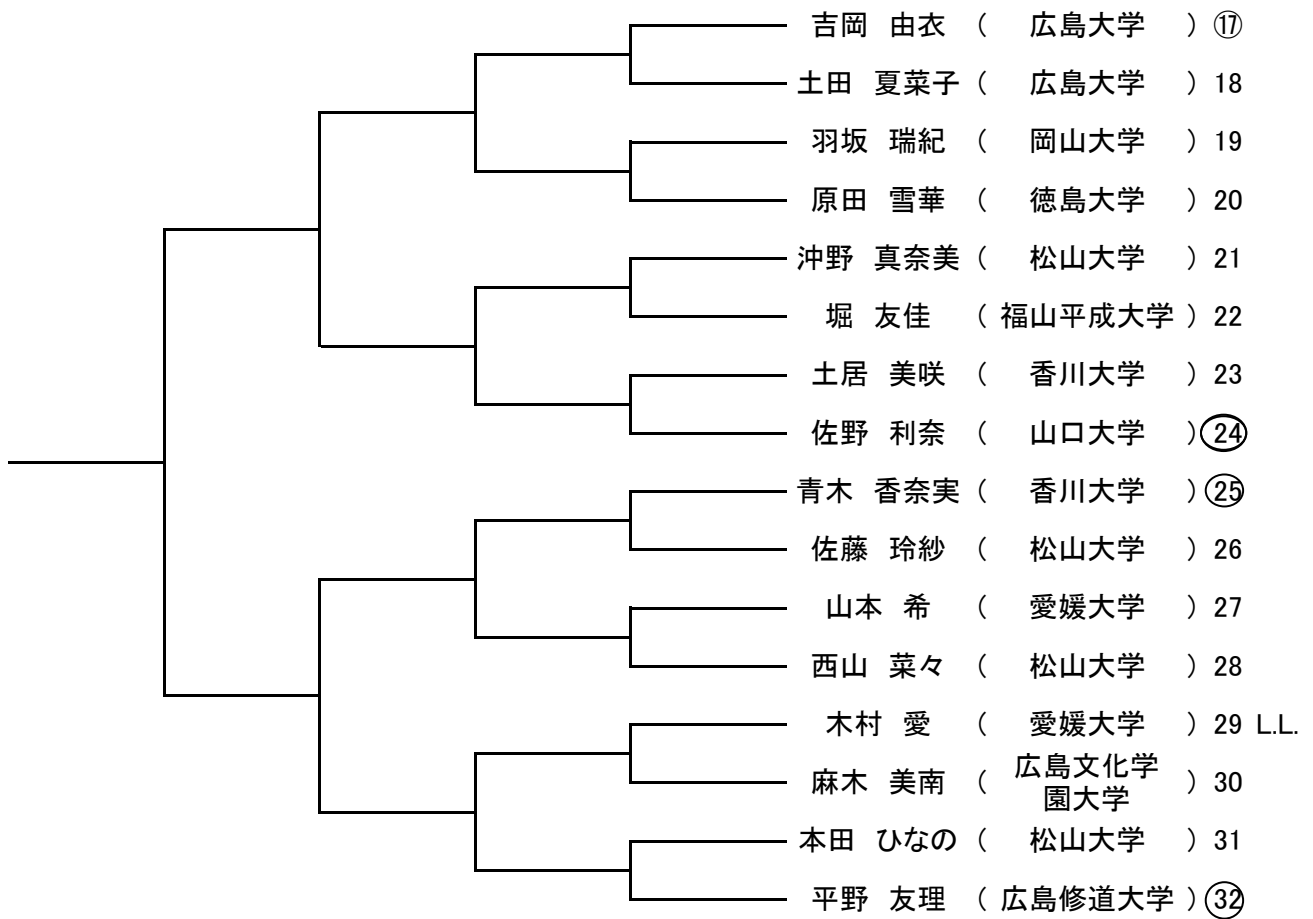 吉岡 由衣 ( 広島大学 ) ⑰
土田 夏菜子 ( 広島大学 ) 18
羽坂 瑞紀 ( 岡山大学 ) 19
原田 雪華 ( 徳島大学 ) 20
沖野 真奈美 ( 松山大学 ) 21
堀 友佳 ( 福山平成大学 ) 22
土居 美咲 ( 香川大学 ) 23
佐野 利奈 ( 山口大学 ) 24
青木 香奈実 ( 香川大学 ) 25
佐藤 玲紗 ( 松山大学 ) 26
山本 希 ( 愛媛大学 ) 27
西山 菜々 ( 松山大学 ) 28
木村 愛 ( 愛媛大学 ) 29 L.L.
麻木 美南 ( 広島文化学
園大学 ) 30
本田 ひなの ( 松山大学 ) 31
平野 友理 ( 広島修道大学 ) 32